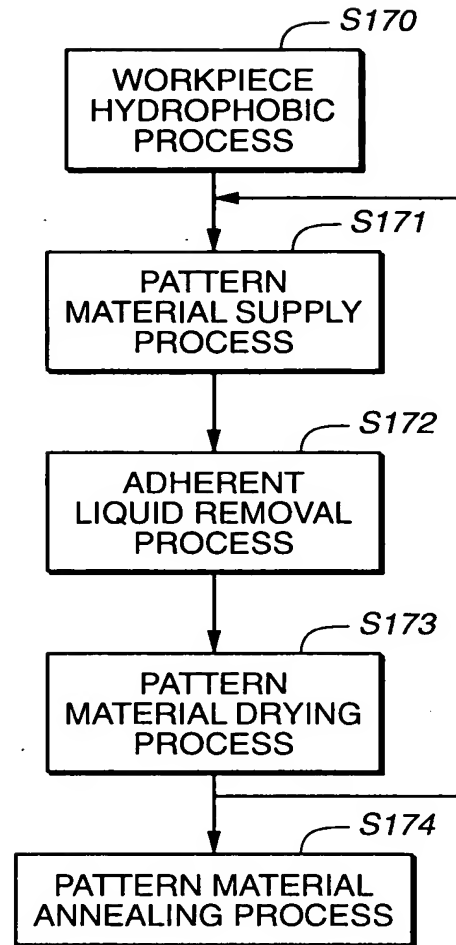 S170
WORKPIECE
HYDROPHOBIC
PROCESS
S171
PATTERN
MATERIAL SUPPLY
PROCESS
S172
ADHERENT
LIQUID REMOVAL
PROCESS
S173
PATTERN
MATERIAL DRYING
PROCESS
S174
PATTERN MATERIAL
ANNEALING PROCESS